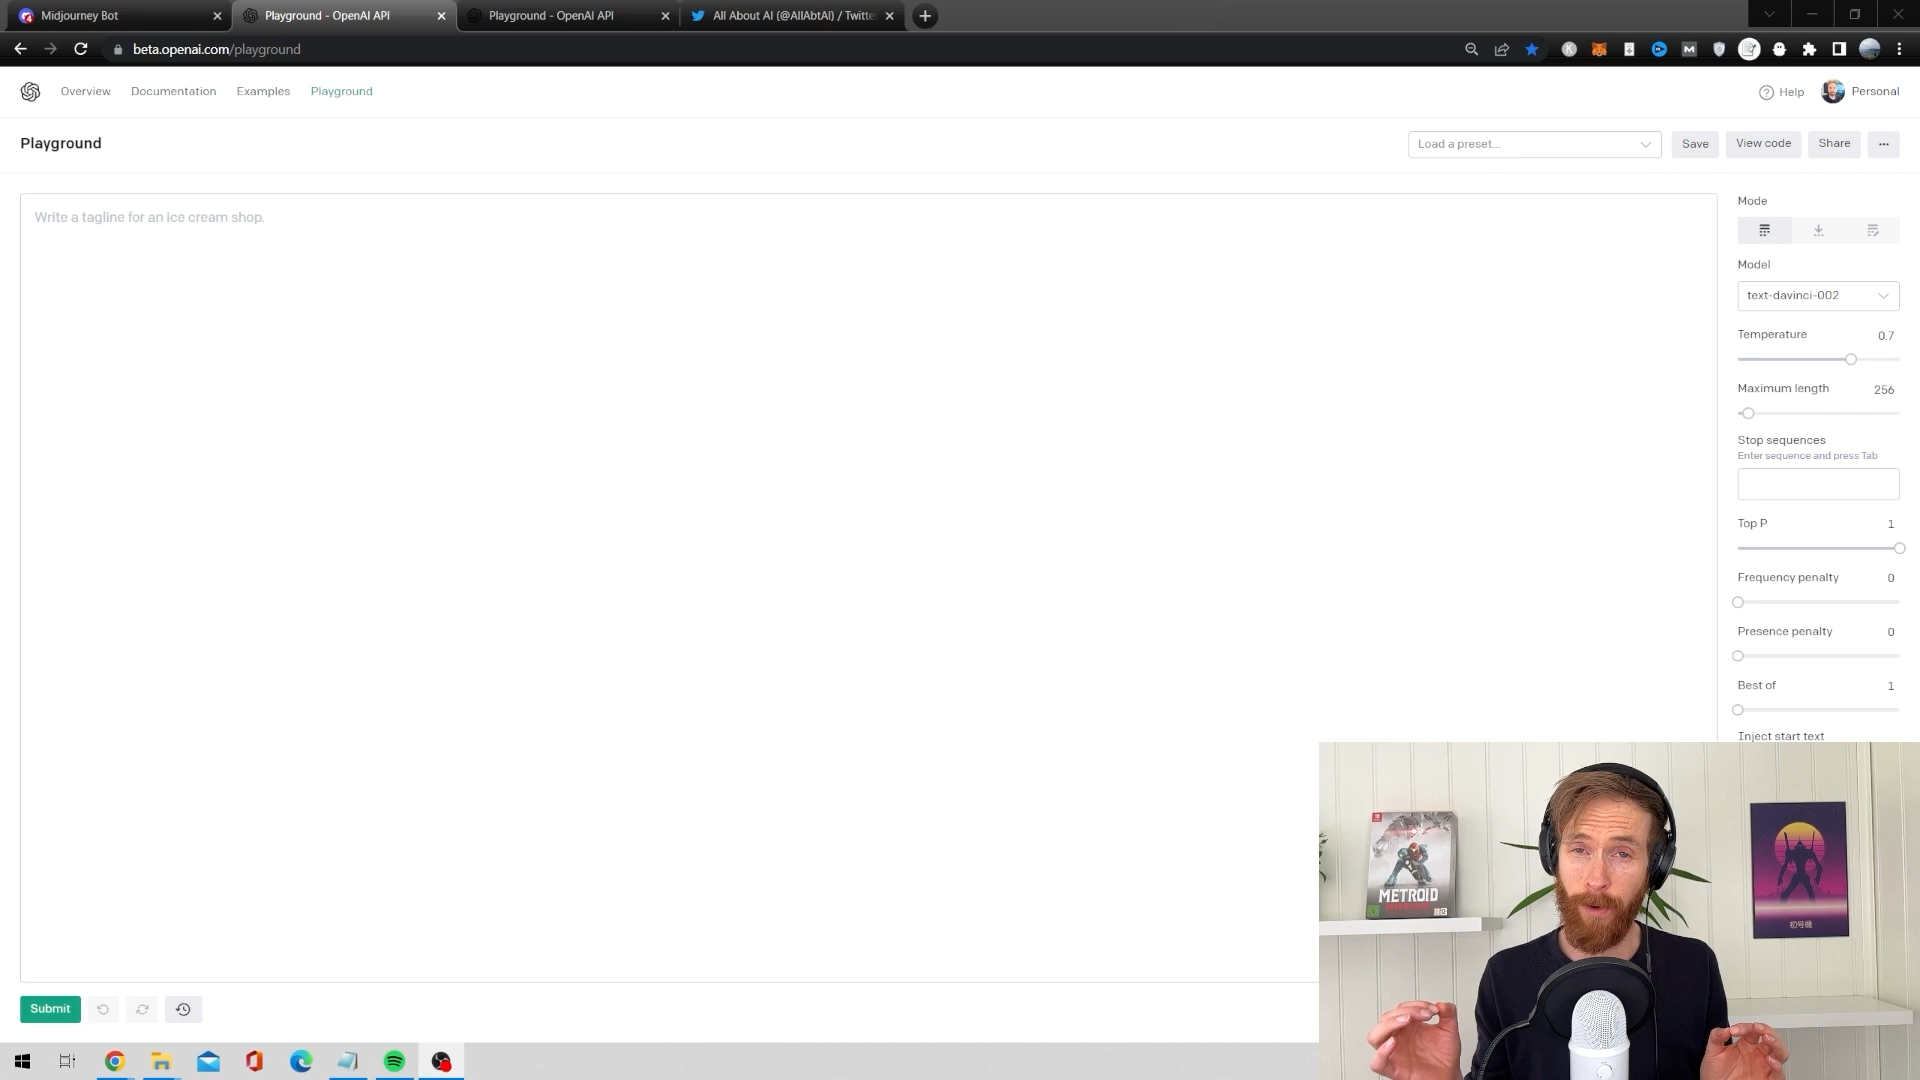 Midjourney Bot
Playground - OpenAI API
Playground - OpenAI API
All About AI (@AllAbtAI) / Twitte
beta.openai.com/playground
Overview
Documentation
Examples
Playground
Help
Personal
Playground
Load a preset...
Save
View code
Share
...
Write a tagline for an ice cream shop.
Mode
Model
text-davinci-002
Temperature
0.7
Maximum length
256
Stop sequences
Enter sequence and press Tab
Top P
1
Frequency penalty
0
Presence penalty
0
Best of
1
Inject start text
METROID
初号機
Submit